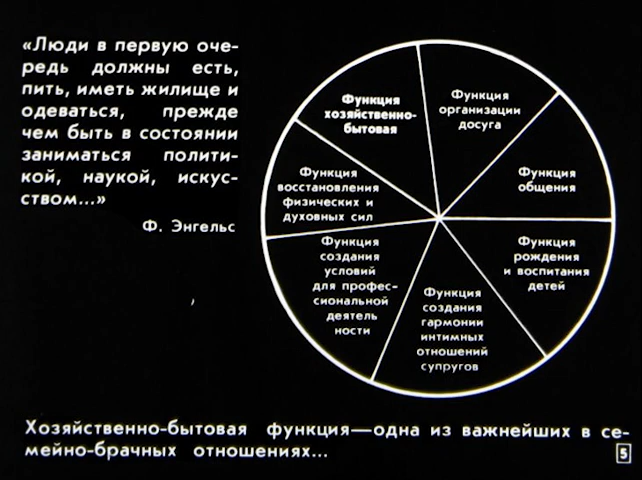 «Люди в первую оче-
редь должны есть,
пить, иметь жилище и
одеваться, прежде
чем быть в состоянии
заниматься полити-
кой, наукой, искус-
ством...»
Ф. Энгельс
Функция
хозяйственно-
бытовая
Функция
организации
досуга
Функция
общения
Функция
рождения
и воспитания
детей
Функция
создания
гармонии
интимных
отношений
супругов
Функция
создания
условий
для профес-
сиональной
деятель
ности
Функция
восстановления
физических и
духовных сил
Хозяйственно-бытовая функция—одна из важнейших в се-
мейно-брачных отношениях...
5